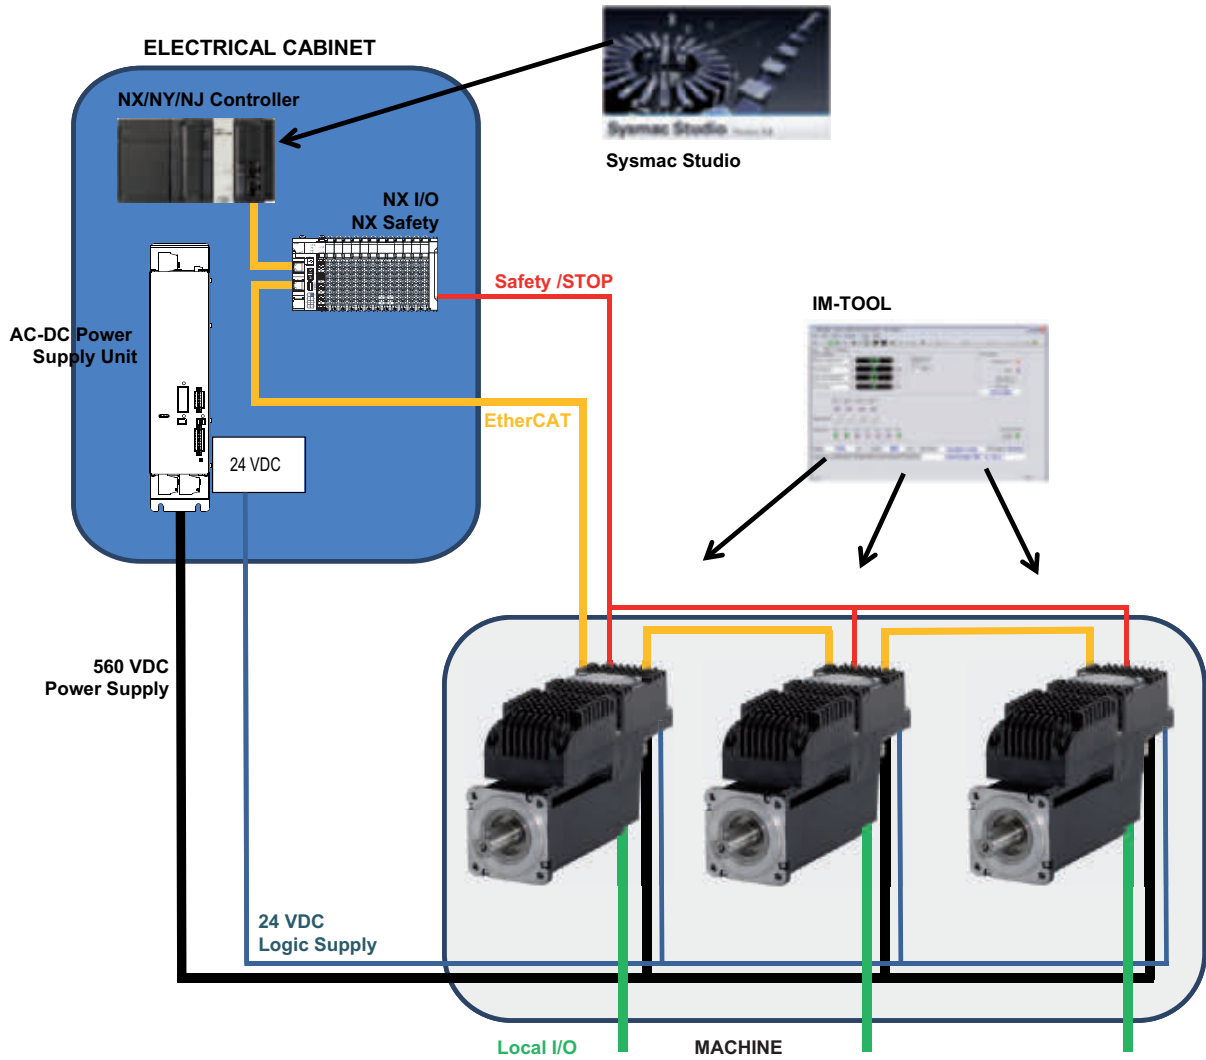 ELECTRICAL CABINET
NX/NY/NJ Controller
Sysmac Studio
Sysmac Studio
NX I/O
NX Safety
Safety /STOP
IM-TOOL
AC-DC Power
Supply Unit
EtherCAT
24 VDC
560 VDC
Power Supply
24 VDC
Logic Supply
Local I/O
MACHINE